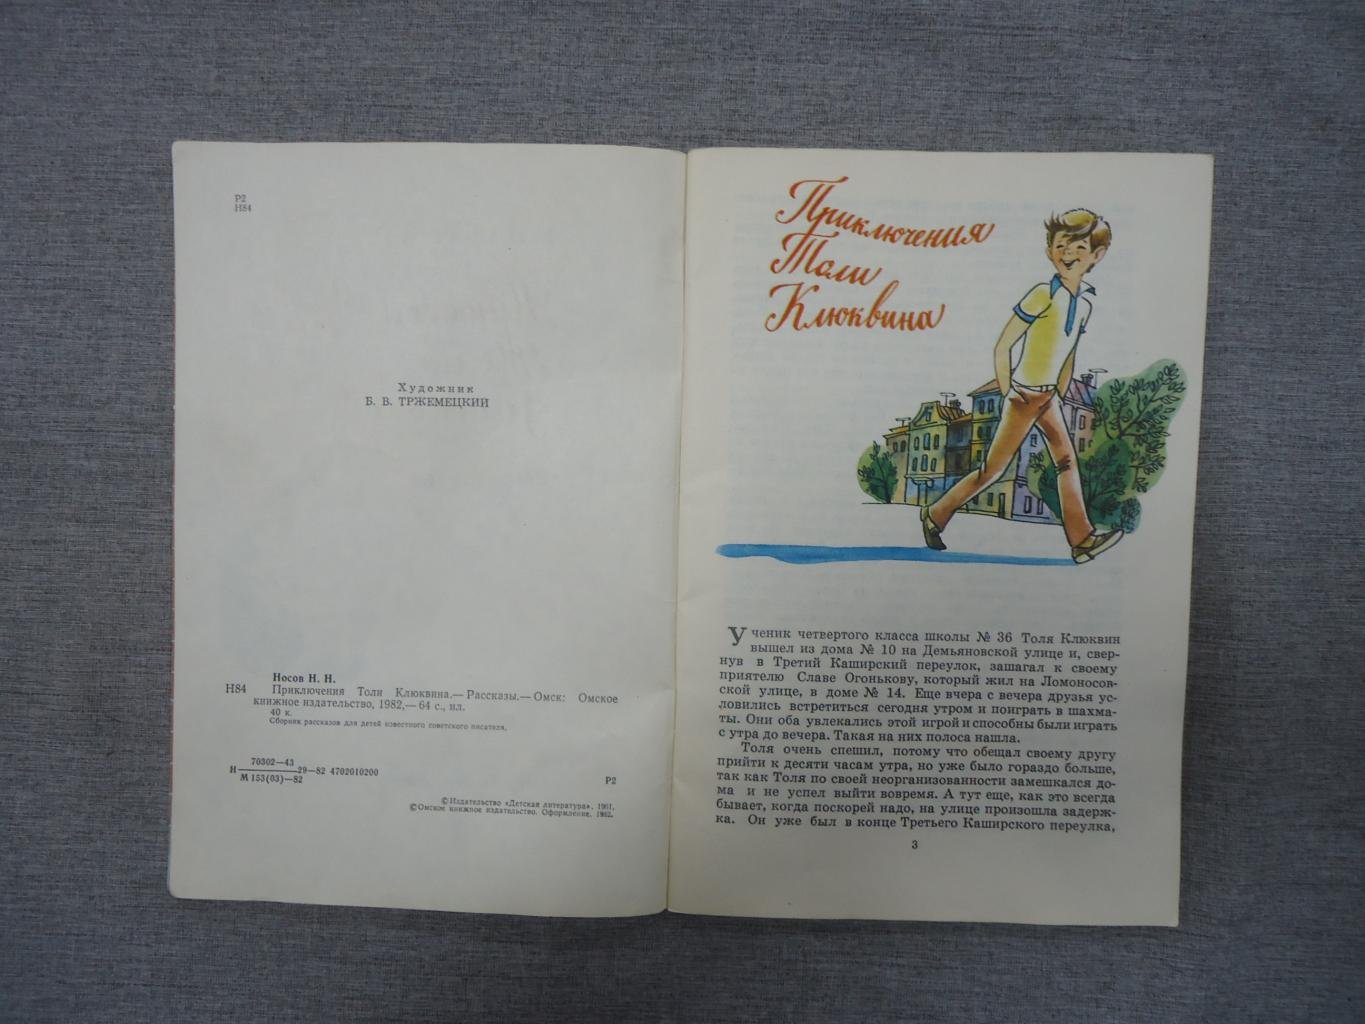 Р2
Н84
Художник
Б. В. ТРЖЕМЕЦКИЙ
Носов Н. Н.
Н84 Приключения Толи Клюквина.— Рассказы.— Омск: Омское
книжное издательство, 1982,— 64 с., ил.
40 к.
Сборник рассказов для детей известного советского писателя.
70302—43
Н 29—82 4702010200
М 153(03)—82
Р2
©Издательство «Детская литература», 1961.
©Омское книжное издательство. Оформление. 1982.
Приключения
Толи
Клюквина
Ученик четвертого класса школы № 36 Толя Клюквин
вышел из дома № 10 на Демьяновской улице и, свер-
нув в Третий Каширский переулок, зашагал к своему
приятелю Славе Огонькову, который жил на Ломоносов-
ской улице, в доме № 14. Еще вчера с вечера друзья ус-
ловились встретиться сегодня утром и поиграть в шахма-
ты. Они оба увлекались этой игрой и способны были играть
с утра до вечера. Такая на них полоса нашла.
Толя очень спешил, потому что обещал своему другу
прийти к десяти часам утра, но уже было гораздо больше,
так как Толя по своей неорганизованности замешкался до-
ма и не успел выйти вовремя. А тут еще, как это всегда
бывает, когда поскорей надо, на улице произошла задерж-
ка. Он уже был в конце Третьего Каширского переулка,
3